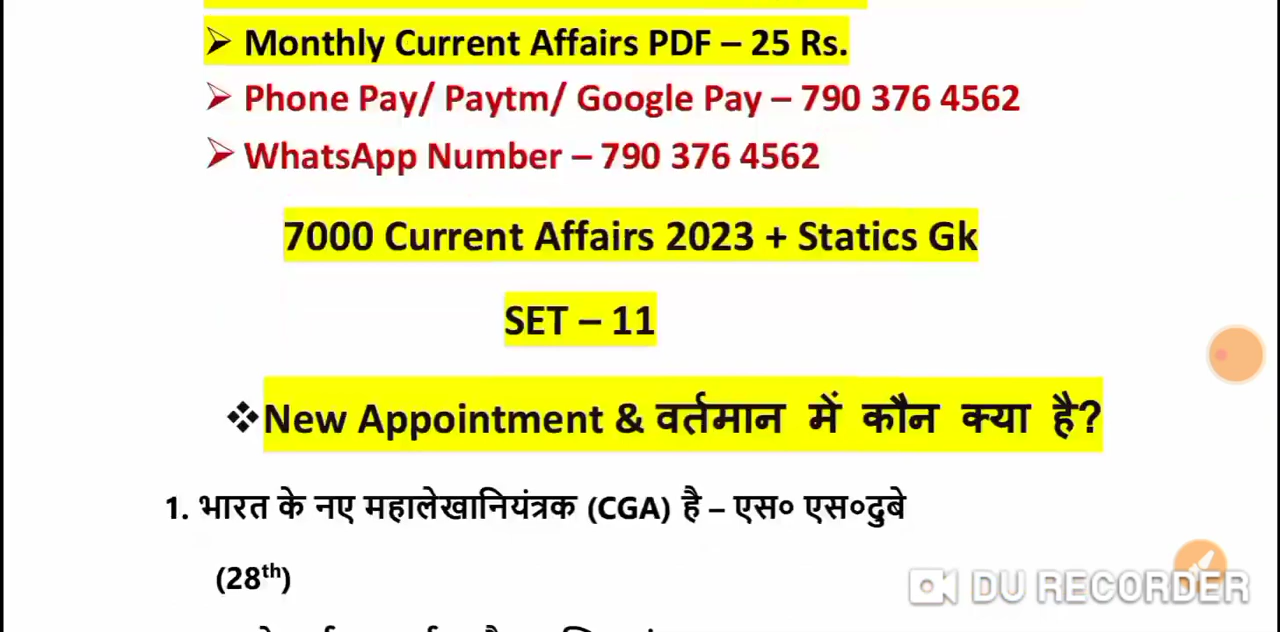 ➢ Monthly Current Affairs PDF – 25 Rs.
➢ Phone Pay/ Paytm/ Google Pay – 790 376 4562
➢ WhatsApp Number – 790 376 4562
7000 Current Affairs 2023 + Statics Gk
SET – 11
❖New Appointment & वर्तमान में कौन क्या है?
1. भारत के नए महालेखानियंत्रक (CGA) है – एस० एस०दुबे
(28th)
DU RECORDER